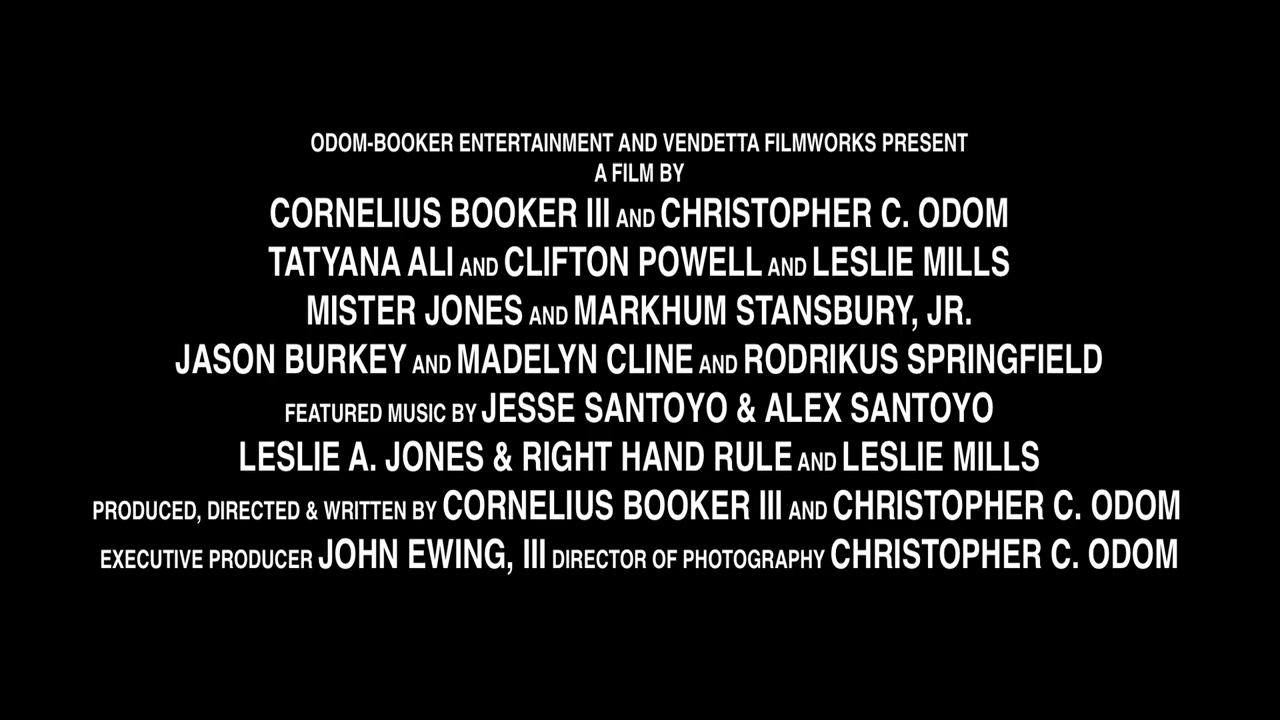 ODOM-BOOKER ENTERTAINMENT AND VENDETTA FILMWORKS PRESENT
A FILM BY
CORNELIUS BOOKER III AND CHRISTOPHER C. ODOM
TATYANA ALI AND CLIFTON POWELL AND LESLIE MILLS
MISTER JONES AND MARKHUM STANSBURY, JR.
JASON BURKEY AND MADELYN CLINE AND RODRIKUS SPRINGFIELD
FEATURED MUSIC BY JESSE SANTOYO & ALEX SANTOYO
LESLIE A. JONES & RIGHT HAND RULE AND LESLIE MILLS
PRODUCED, DIRECTED & WRITTEN BY CORNELIUS BOOKER III AND CHRISTOPHER C. ODOM
EXECUTIVE PRODUCER JOHN EWING, III DIRECTOR OF PHOTOGRAPHY CHRISTOPHER C. ODOM